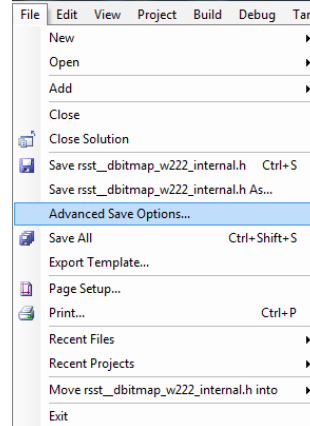 File Edit View Project Build Debug
New
Open
Add
Close
Close Solution
Save rsst__dbitmap_w222_internal.h Ctrl+S
Save rsst__dbitmap_w222_internal.h As...
Advanced Save Options...
Save All Ctrl+Shift+S
Export Template...
Page Setup...
Print... Ctrl+P
Recent Files
Recent Projects
Move rsst__dbitmap_w222_internal.h into
Exit